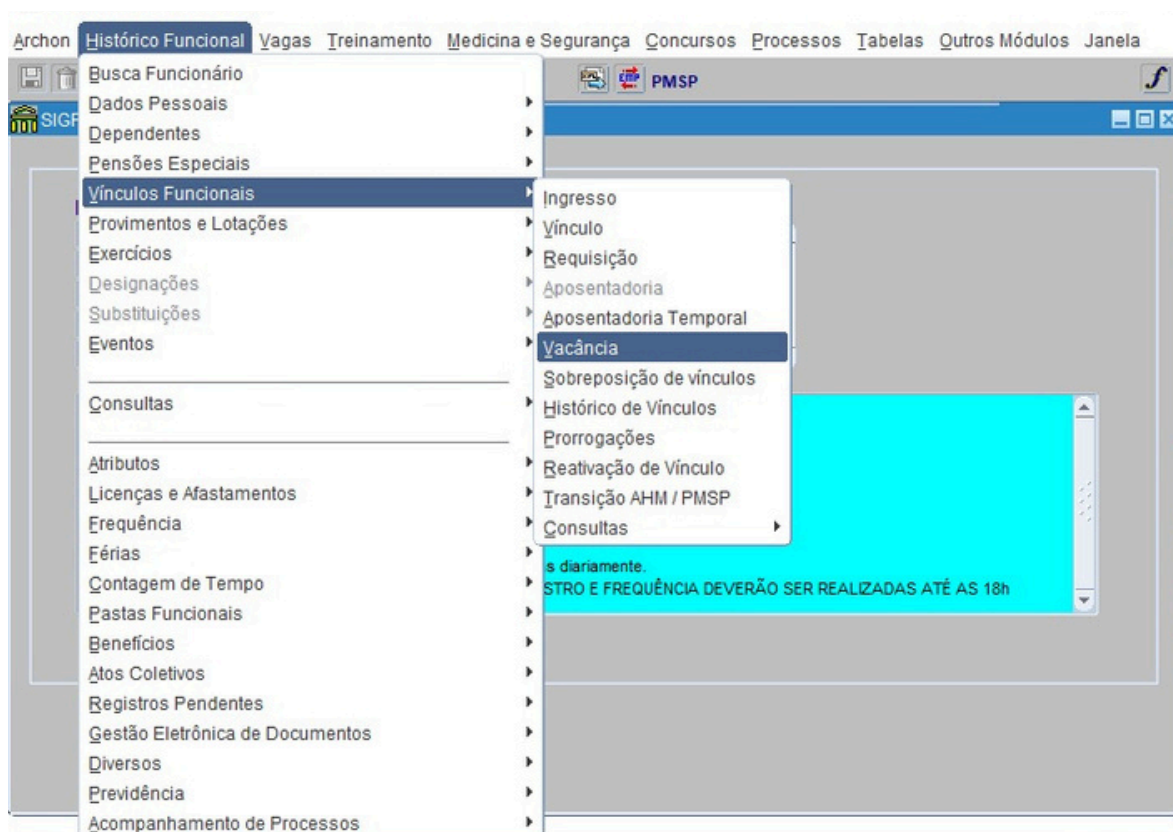 Archon Histórico Funcional Vagas Treinamento Medicina e Segurança Concursos Processos Tabelas Outros Módulos Janela
PMSP
Busca Funcionário
Dados Pessoais
Dependentes
Pensões Especiais
Vínculos Funcionais
Provimentos e Lotações
Exercícios
Designações
Substituições
Eventos
Consultas
Atributos
Licenças e Afastamentos
Frequência
Férias
Contagem de Tempo
Pastas Funcionais
Benefícios
Atos Coletivos
Registros Pendentes
Gestão Eletrônica de Documentos
Diversos
Previdência
Acompanhamento de Processos
Ingresso
Vínculo
Requisição
Aposentadoria
Aposentadoria Temporal
Vacância
Sobreposição de vínculos
Histórico de Vínculos
Prorrogações
Reativação de Vínculo
Transição AHM / PMSP
Consultas
s diariamente.
STRO E FREQUÊNCIA DEVERÃO SER REALIZADAS ATÉ AS 18h